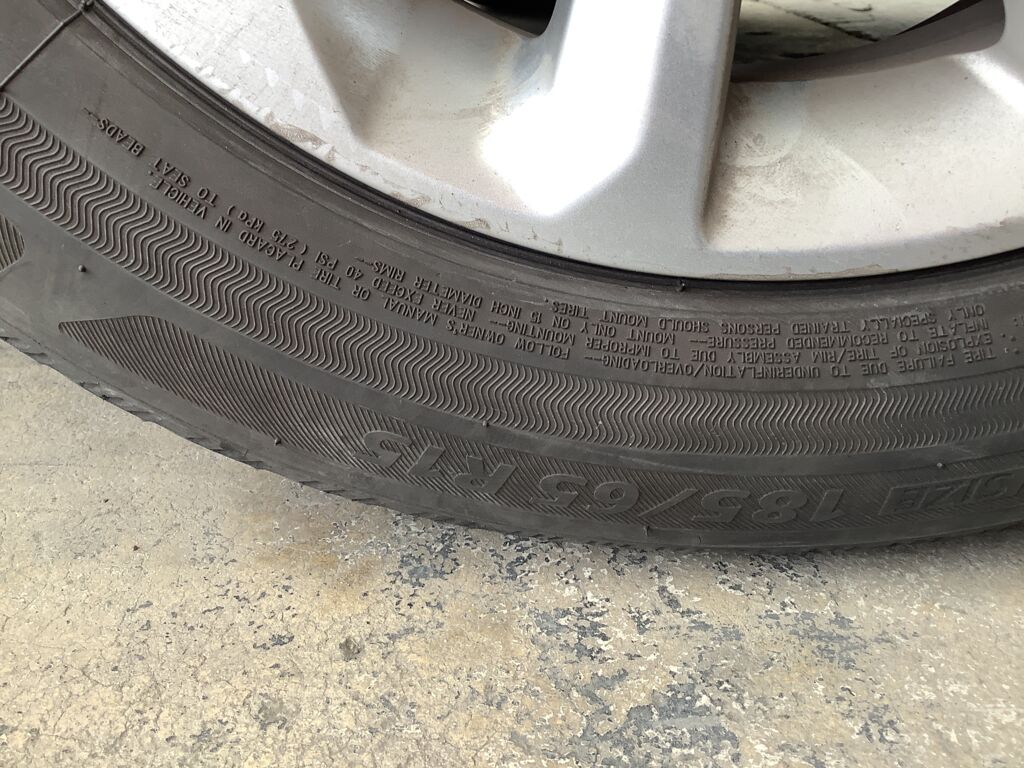 185/65 R15
TIRE FAILURE DUE TO UNDERINFLATION/OVERLOADING--- FOLLOW OWNER'S MANUAL OR TIRE PLACARD IN VEHICLE.
EXPLOSION OF TIRE/RIM ASSEMBLY DUE TO IMPROPER MOUNTING--- NEVER EXCEED 40 PSI (275 KPa) TO SEAT BEADS---
INFLATE TO RECOMMENDED PRESSURE--- MOUNT ONLY ON 15 INCH DIAMETER RIMS---
ONLY SPECIALLY TRAINED PERSONS SHOULD MOUNT TIRES.